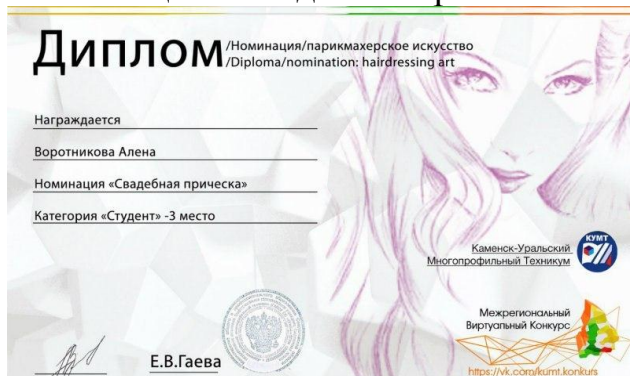 Диплом
/Номинация/парикмахерское искусство
/Diploma/nomination: hairdressing art
Награждается
Воротникова Алена
Номинация «Свадебная прическа»
Категория «Студент» -3 место
КУМТ
Каменск-Уральский
Многопрофильный Техникум
Межрегиональный
Виртуальный Конкурс
Е.В.Гаева
https://vk.com/kumt.konkurs